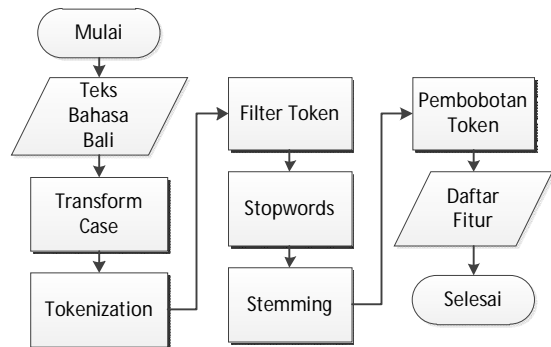 Mulai
Teks
Bahasa
Bali
Transform
Case
Tokenization
Filter Token
Stopwords
Stemming
Pembobotan
Token
Daftar
Fitur
Selesai